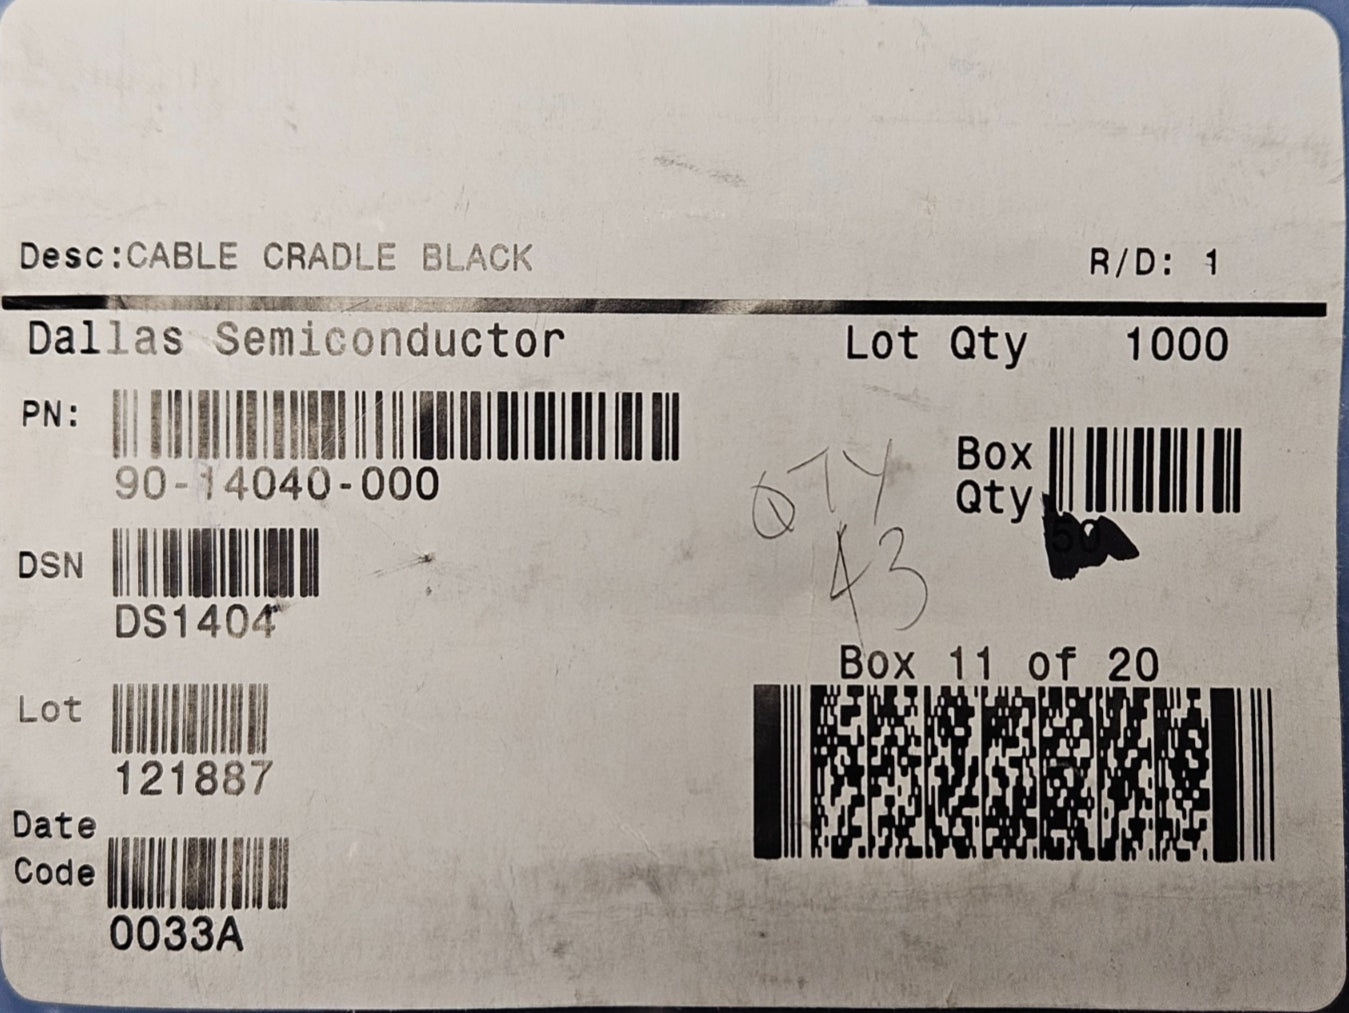 Desc:CABLE CRADLE BLACK
R/D: 1
Dallas Semiconductor
Lot Qty 1000
PN:
90-14040-000
Box
Qty
50
QTY
43
DSN
DS1404
Box 11 of 20
Lot
121887
Date
Code
0033A